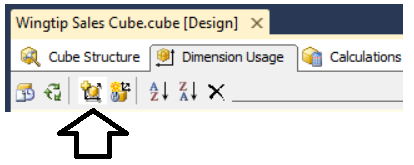 Wingtip Sales Cube.cube [Design]
Cube Structure Dimension Usage Calculations